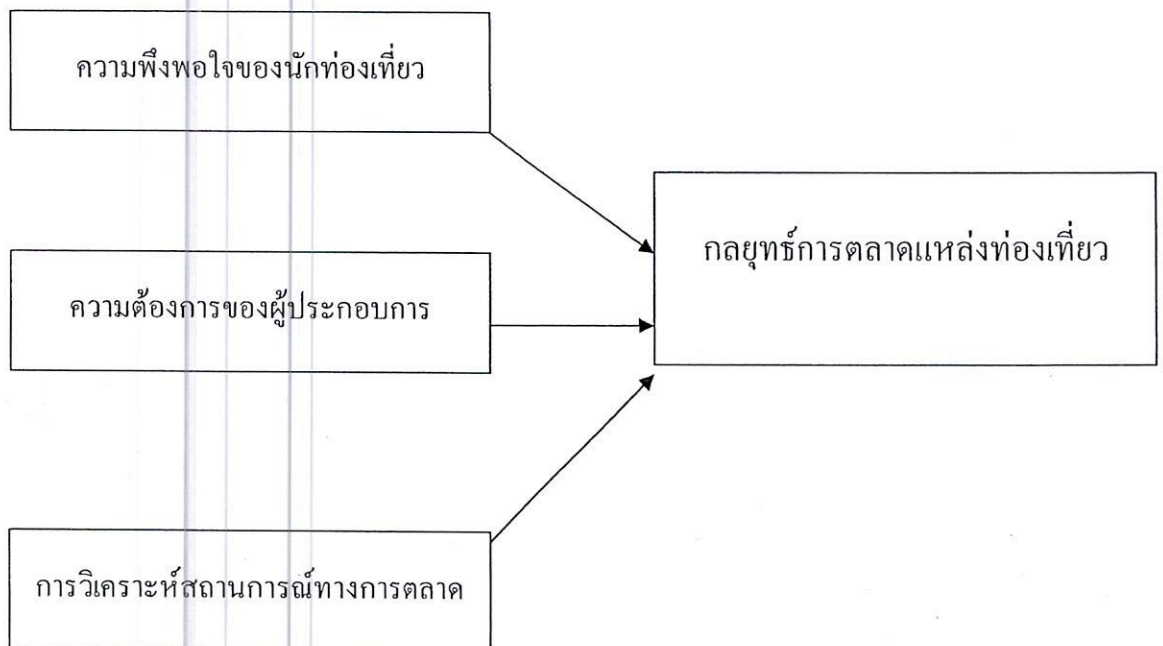 ความพึงพอใจของนักท่องเที่ยว
กลยุทธ์การตลาดแหล่งท่องเที่ยว
ความต้องการของผู้ประกอบการ
การวิเคราะห์สถานการณ์ทางการตลาด